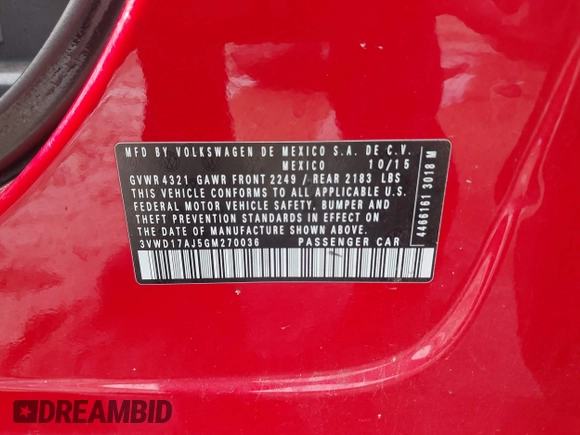 MFD BY VOLKSWAGEN DE MEXICO S.A. DE C.V.
MEXICO 10/15
GVWR 4321 GAWR FRONT 2249 / REAR 2183 LBS
THIS VEHICLE CONFORMS TO ALL APPLICABLE U.S.
FEDERAL MOTOR VEHICLE SAFETY, BUMPER AND
THEFT PREVENTION STANDARDS IN EFFECT ON
THE DATE OF MANUFACTURE SHOWN ABOVE.
3VWD17AJ5GM270036 PASSENGER CAR
4466161 3018 M
DREAMBID